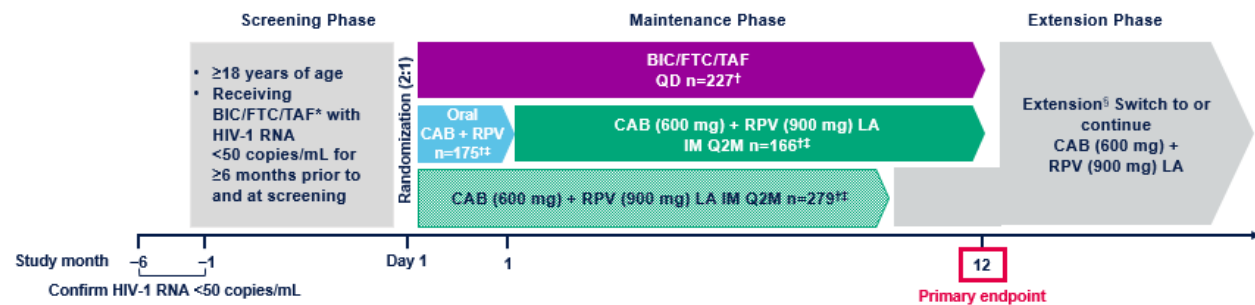 Screening Phase
Maintenance Phase
Extension Phase
• ≥18 years of age
• Receiving
BIC/FTC/TAF* with
HIV-1 RNA
<50 copies/mL for
≥6 months prior to
and at screening
Randomization (2:1)
BIC/FTC/TAF
QD n=227†
Oral
CAB + RPV
n=175†‡
CAB (600 mg) + RPV (900 mg) LA
IM Q2M n=166†‡
CAB (600 mg) + RPV (900 mg) LA IM Q2M n=279†‡
Extension§ Switch to or
continue
CAB (600 mg) +
RPV (900 mg) LA
Study month
–6
–1
Day 1
1
12
Confirm HIV-1 RNA <50 copies/mL
Primary endpoint